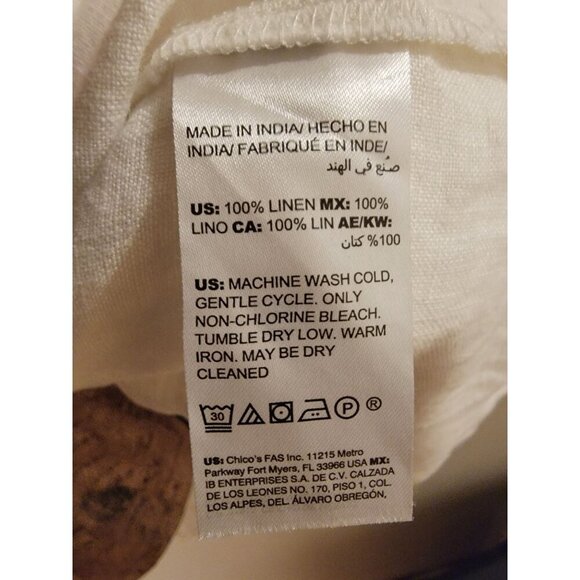 MADE IN INDIA/ HECHO EN
INDIA/ FABRIQUÉ EN INDE/
صُنع في الهند
US: 100% LINEN MX: 100%
LINO CA: 100% LIN AE/KW:
100% كتان
US: MACHINE WASH COLD,
GENTLE CYCLE. ONLY
NON-CHLORINE BLEACH.
TUMBLE DRY LOW. WARM
IRON. MAY BE DRY
CLEANED
30 P ®
US: Chico's FAS Inc. 11215 Metro
Parkway Fort Myers, FL 33966 USA MX:
IB ENTERPRISES S.A. DE C.V. CALZADA
DE LOS LEONES NO. 170, PISO 1, COL.
LOS ALPES, DEL. ÁLVARO OBREGÓN,